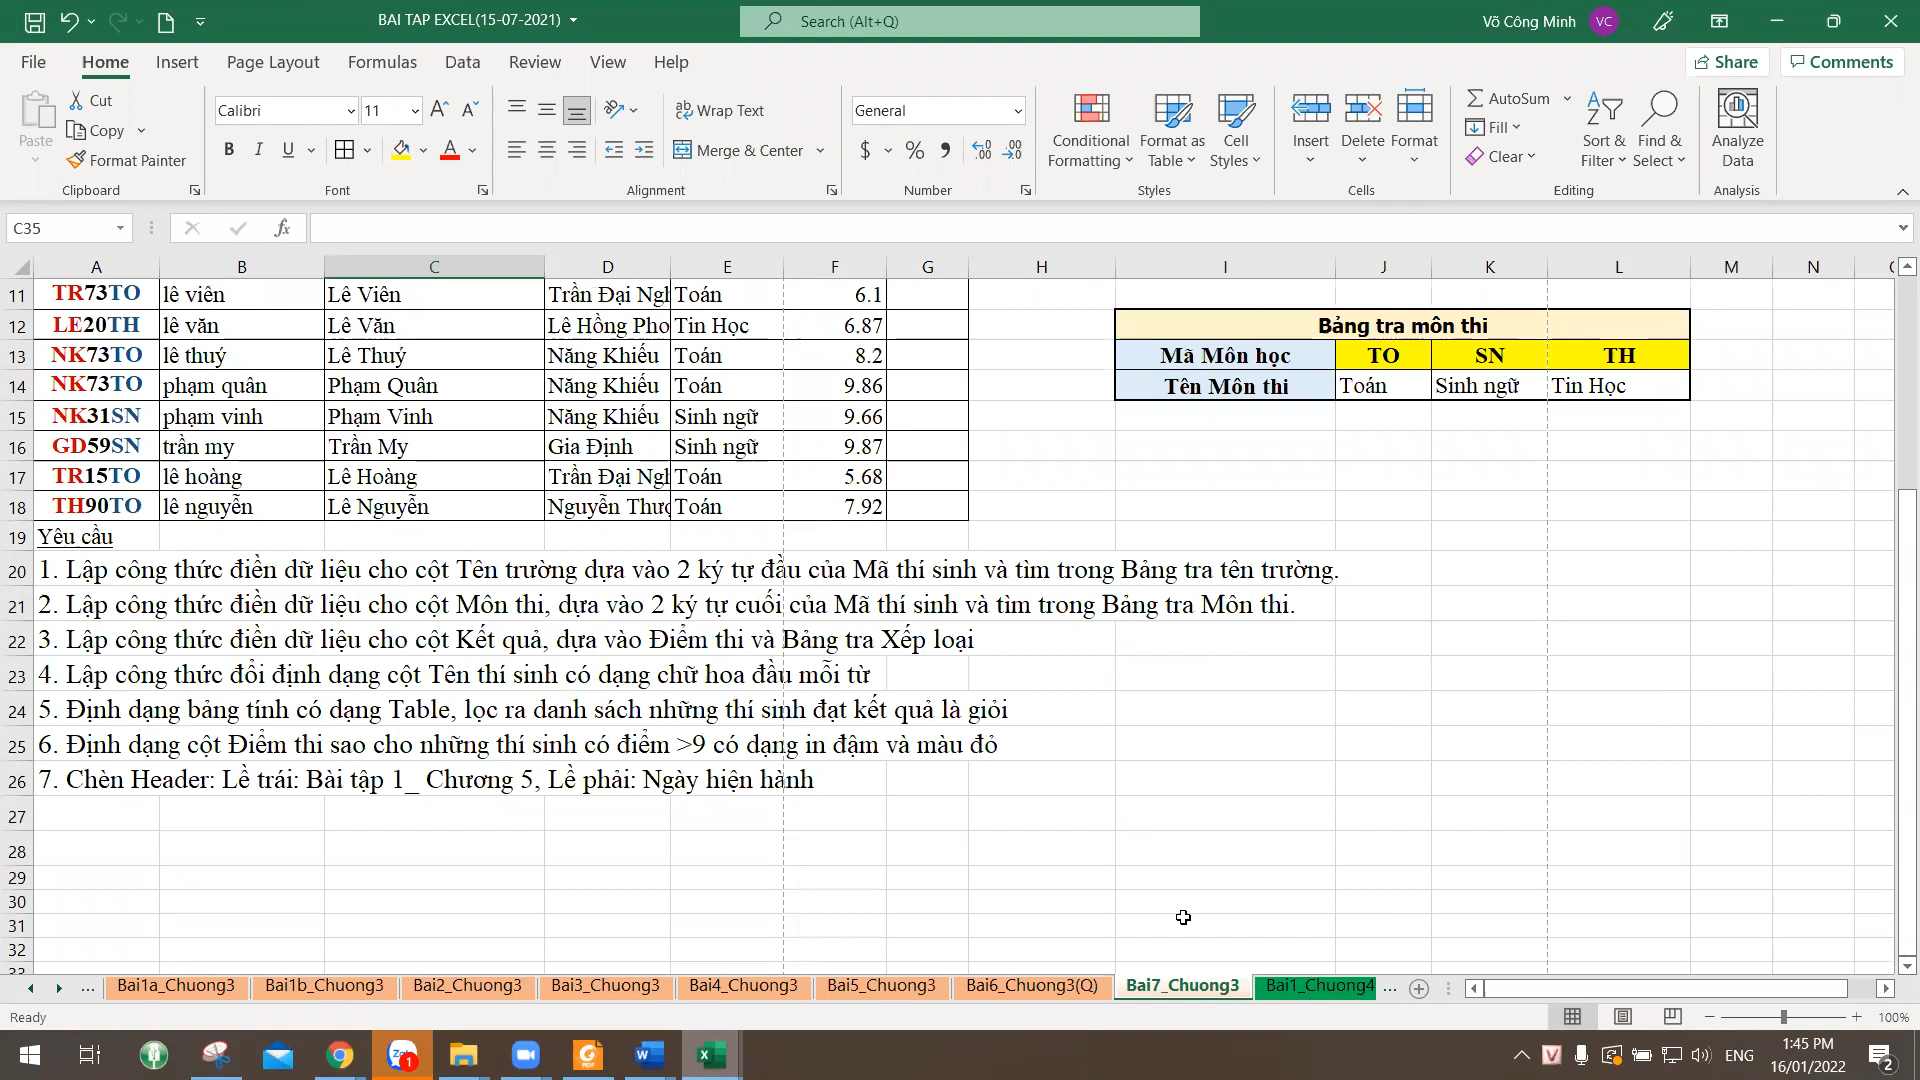 BAI TAP EXCEL(15-07-2021)
Search (Alt+Q)
Võ Công Minh VC
File Home Insert Page Layout Formulas Data Review View Help
Share Comments
Paste Cut Copy Format Painter
Calibri 11
B I U
Wrap Text
Merge & Center
General
$ % 9 .00
Conditional Formatting Format as Table Cell Styles
Insert Delete Format
AutoSum Fill Clear
Sort & Filter Find & Select
Analyze Data
Clipboard Font Alignment Number Styles Cells Editing Analysis
C35 fx
A B C D E F G H I J K L M N
11 TR73TO lê viên Lê Viên Trần Đại Ngh Toán 6.1
12 LE20TH lê văn Lê Văn Lê Hồng Pho Tin Học 6.87 Bảng tra môn thi
13 NK73TO lê thuý Lê Thuý Năng Khiếu Toán 8.2 Mã Môn học TO SN TH
14 NK73TO phạm quân Phạm Quân Năng Khiếu Toán 9.86 Tên Môn thi Toán Sinh ngữ Tin Học
15 NK31SN phạm vinh Phạm Vinh Năng Khiếu Sinh ngữ 9.66
16 GD59SN trần my Trần My Gia Định Sinh ngữ 9.87
17 TR15TO lê hoàng Lê Hoàng Trần Đại Ngh Toán 5.68
18 TH90TO lê nguyễn Lê Nguyễn Nguyễn Thượ Toán 7.92
19 Yêu cầu
20 1. Lập công thức điền dữ liệu cho cột Tên trường dựa vào 2 ký tự đầu của Mã thí sinh và tìm trong Bảng tra tên trường.
21 2. Lập công thức điền dữ liệu cho cột Môn thi, dựa vào 2 ký tự cuối của Mã thí sinh và tìm trong Bảng tra Môn thi.
22 3. Lập công thức điền dữ liệu cho cột Kết quả, dựa vào Điểm thi và Bảng tra Xếp loại
23 4. Lập công thức đổi định dạng cột Tên thí sinh có dạng chữ hoa đầu mỗi từ
24 5. Định dạng bảng tính có dạng Table, lọc ra danh sách những thí sinh đạt kết quả là giỏi
25 6. Định dạng cột Điểm thi sao cho những thí sinh có điểm >9 có dạng in đậm và màu đỏ
26 7. Chèn Header: Lề trái: Bài tập 1_ Chương 5, Lề phải: Ngày hiện hành
27
28
29
30
31
32
33
... Bai1a_Chuong3 Bai1b_Chuong3 Bai2_Chuong3 Bai3_Chuong3 Bai4_Chuong3 Bai5_Chuong3 Bai6_Chuong3(Q) Bai7_Chuong3 Bai1_Chuong4 ...
Ready 100%
ENG 1:45 PM
16/01/2022 2